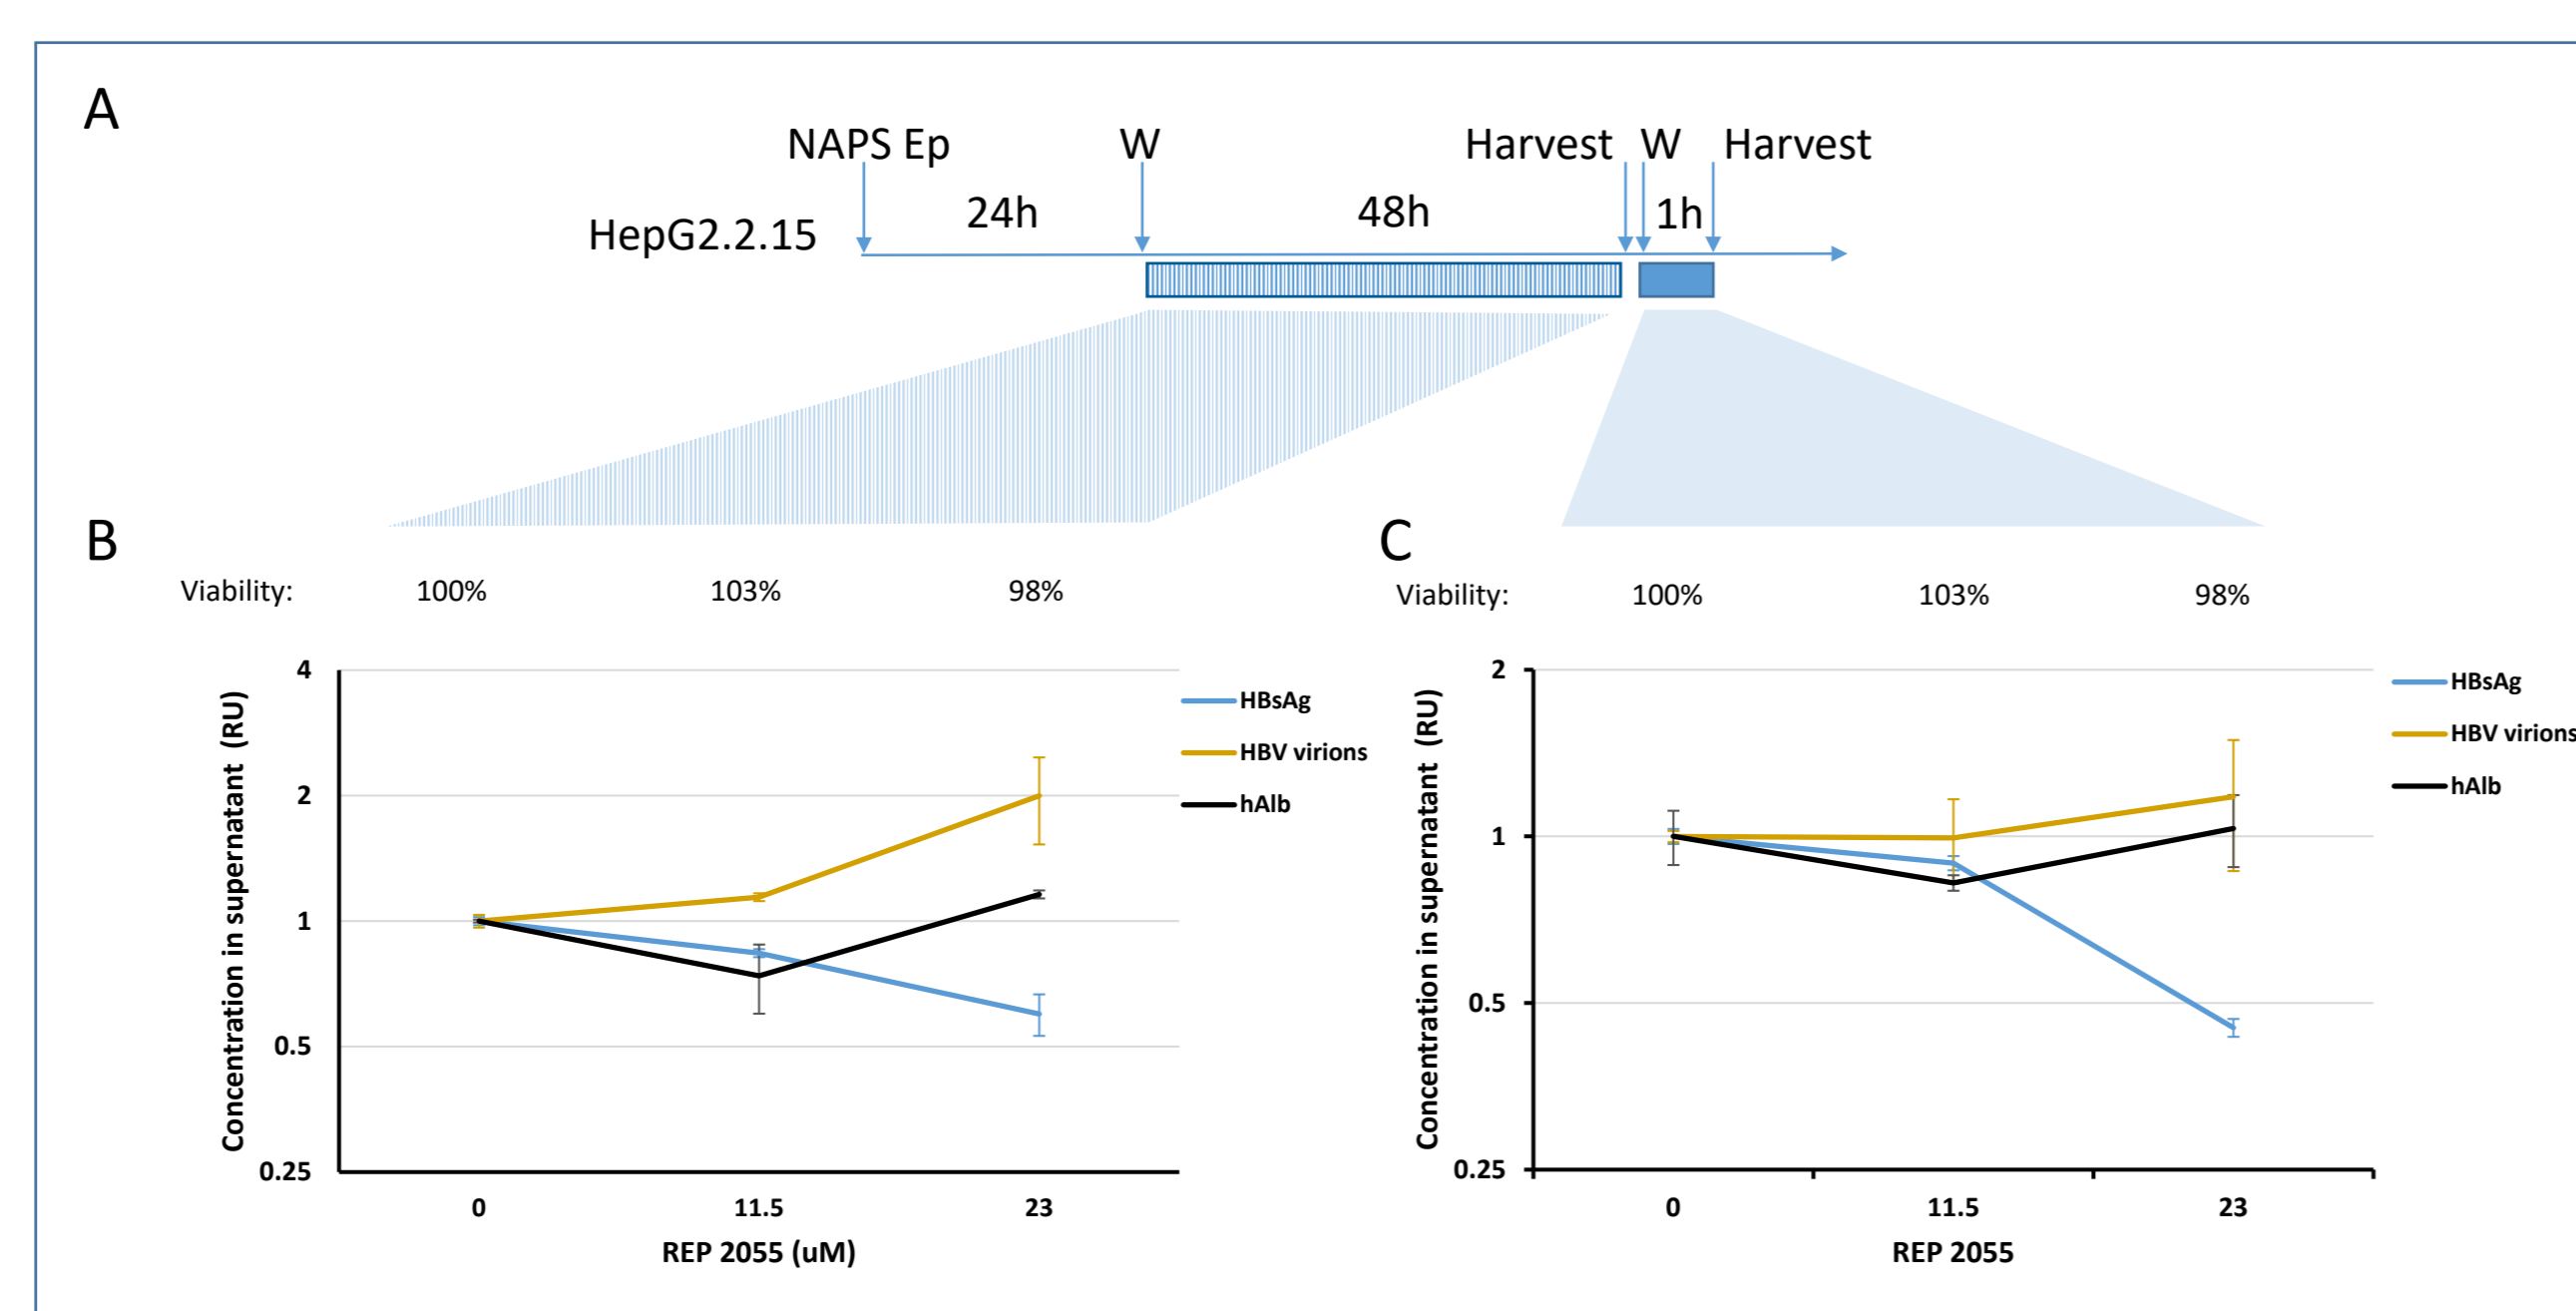 A
NAPS Ep W Harvest W Harvest
HepG2.2.15 24h 48h 1h
B
Viability: 100% 103% 98%
4
2
1
0.5
0.25
Concentration in supernatant (RU)
0 11.5 23
REP 2055 (uM)
HBsAg
HBV virions
hAlb
C
Viability: 100% 103% 98%
2
1
0.5
0.25
Concentration in supernatant (RU)
0 11.5 23
REP 2055
HBsAg
HBV virions
hAlb